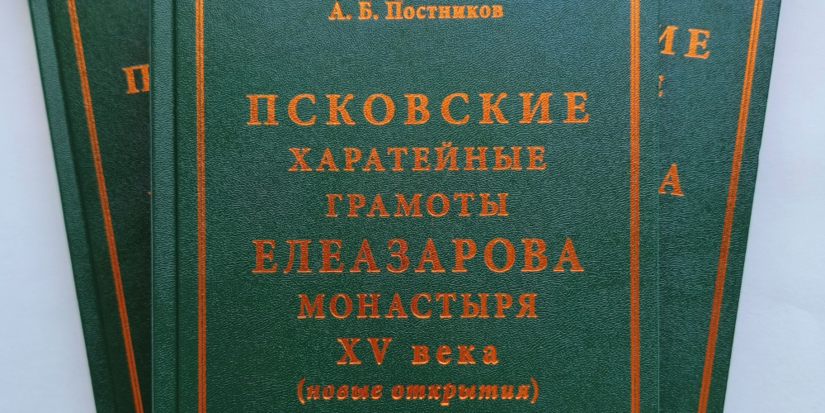 А. Б. Постников
ПСКОВСКИЕ
ХАРАТЕЙНЫЕ
ГРАМОТЫ
ЕЛЕАЗАРОВА
МОНАСТЫРЯ
XV века
(новые открытия)